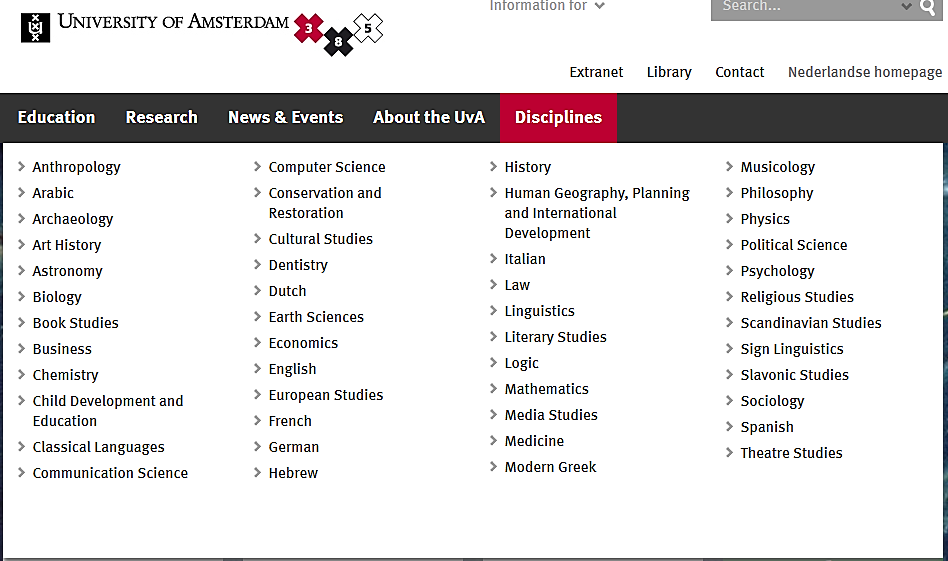 Information for
Search...
UNIVERSITY OF AMSTERDAM
3
8
5
Extranet Library Contact Nederlandse homepage
Education Research News & Events About the UvA Disciplines
Anthropology
Arabic
Archaeology
Art History
Astronomy
Biology
Book Studies
Business
Chemistry
Child Development and
Education
Classical Languages
Communication Science
Computer Science
Conservation and
Restoration
Cultural Studies
Dentistry
Dutch
Earth Sciences
Economics
English
European Studies
French
German
Hebrew
History
Human Geography, Planning
and International
Development
Italian
Law
Linguistics
Literary Studies
Logic
Mathematics
Media Studies
Medicine
Modern Greek
Musicology
Philosophy
Physics
Political Science
Psychology
Religious Studies
Scandinavian Studies
Sign Linguistics
Slavonic Studies
Sociology
Spanish
Theatre Studies